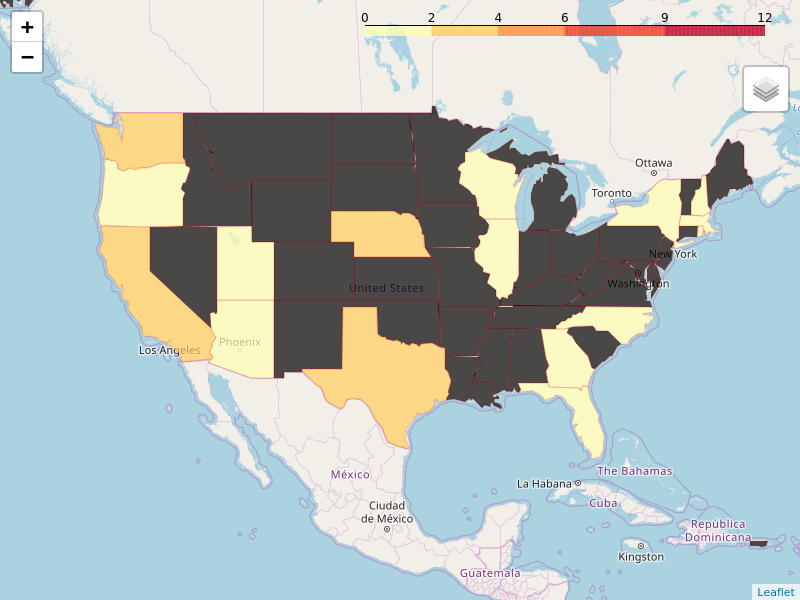 0 2 4 6 9 12
+
−
Ottawa
Toronto
New York
Washington
United States
Phoenix
Los Angeles
La Habana
The Bahamas
Cuba
México
Ciudad
de México
República
Dominicana
Kingston
Guatemala
Leaflet